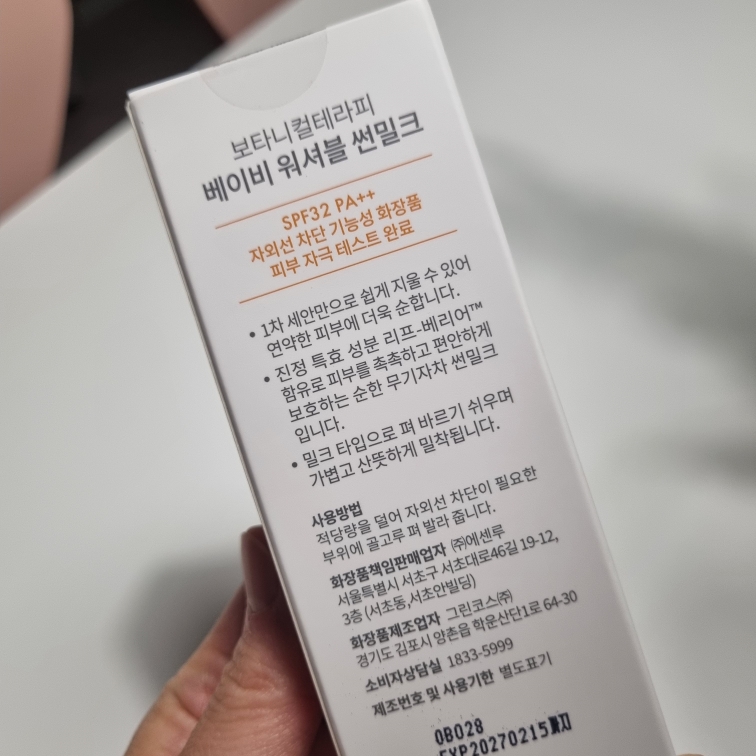 보타니컬테라피
베이비 워셔블 썬밀크
SPF32 PA++
자외선 차단 기능성 화장품
피부 자극 테스트 완료
• 1차 세안만으로 쉽게 지울 수 있어
연약한 피부에 더욱 순합니다.
• 진정 특효 성분 리프-베리어™
함유로 피부를 촉촉하고 편안하게
보호하는 순한 무기자차 썬밀크
입니다.
• 밀크 타입으로 펴 바르기 쉬우며
가볍고 산뜻하게 밀착됩니다.
사용방법
적당량을 덜어 자외선 차단이 필요한
부위에 골고루 펴 발라 줍니다.
화장품책임판매업자 ㈜에센루
서울특별시 서초구 서초대로46길 19-12,
3층 (서초동,서초안빌딩)
화장품제조업자 그린코스㈜
경기도 김포시 양촌읍 학운산단1로 64-30
소비자상담실 1833-5999
제조번호 및 사용기한 별도표기
0B028
EXP20270215까지